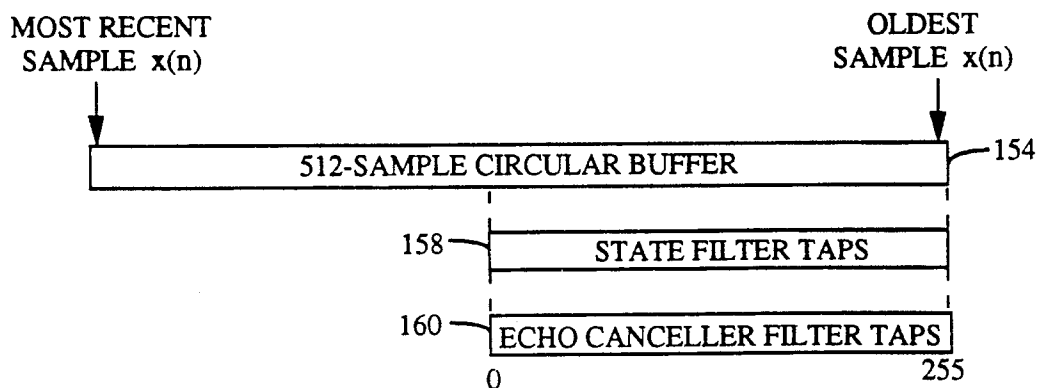 MOST RECENT
SAMPLE x(n)
OLDEST
SAMPLE x(n)
512-SAMPLE CIRCULAR BUFFER
154
158
STATE FILTER TAPS
160
ECHO CANCELLER FILTER TAPS
0
255